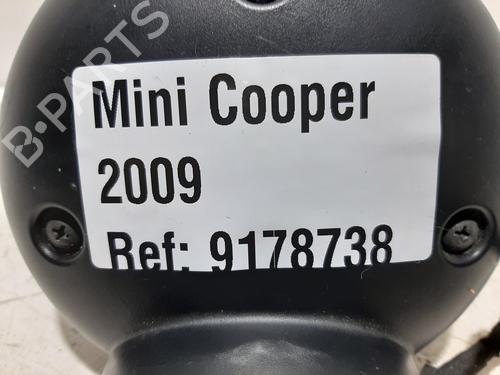 B-PARTS
Mini Cooper
2009
Ref: 9178738